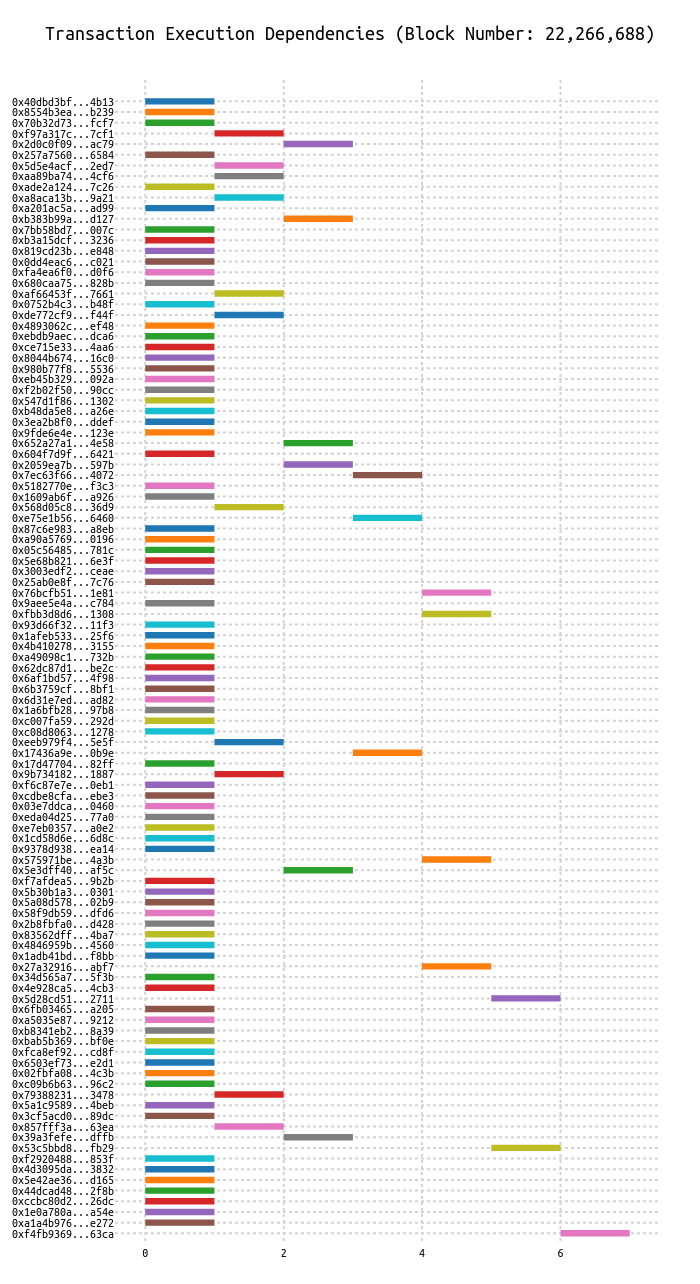 Transaction Execution Dependencies (Block Number: 22,266,688)
0x40dbd3bf...4b13
0x8554b3ea...b239
0x70b32d73...fcf7
0xf97a317c...7cf1
0x2d0c0f09...ac79
0x257a7560...6584
0x5d5e4acf...2ed7
0xaa89ba74...4cf6
0xade2a124...7c26
0xa8aca13b...9a21
0xa201ac5a...ad99
0xb383b99a...d127
0x7bb58bd7...007c
0xb3a15dcf...3236
0x819cd23b...e848
0x0dd4eac6...c021
0xfa4ea6f0...d0f6
0x680caa75...828b
0xaf66453f...7661
0x0752b4c3...b48f
0xde772cf9...f44f
0x4893062c...ef48
0xebdb9aec...dca6
0xce715e33...4aa6
0x8044b674...16c0
0x980b77f8...5536
0xeb45b329...092a
0xf2b02f50...90cc
0x547d1f86...1302
0xb48da5e8...a26e
0x3ea2b8f0...ddef
0x9fde6e4e...123e
0x652a27a1...4e58
0x604f7d9f...6421
0x2059ea7b...597b
0x7ec63f66...4072
0x5182770e...f3c3
0x1609ab6f...a926
0x568d05c8...36d9
0xe75e1b56...6460
0x87c6e983...a8eb
0xa90a5769...0196
0x05c56485...781c
0x5e68b821...6e3f
0x3003edf2...ceae
0x25ab0e8f...7c76
0x76bcfb51...1e81
0x9aee5e4a...c784
0xfbb3d8d6...1308
0x93d66f32...11f3
0x1afeb533...25f6
0x4b410278...3155
0xa49098c1...732b
0x62dc87d1...be2c
0x6af1bd57...4f98
0x6b3759cf...8bf1
0x6d31e7ed...ad82
0x1a6bfb28...97b8
0xc007fa59...292d
0xc08d8063...1278
0xeeb979f4...5e5f
0x17436a9e...0b9e
0x17d47704...82ff
0x9b734182...1887
0xf6c87e7e...0eb1
0xcdbe8cfa...ebe3
0x03e7ddca...0460
0xeda04d25...77a0
0xe7eb0357...a0e2
0x1cd58d6e...6d8c
0x9378d938...ea14
0x575971be...4a3b
0x5e3dff40...af5c
0xf7afdea5...9b2b
0x5b30b1a3...0301
0x5a08d578...02b9
0x58f9db59...dfd6
0x2b8fbfa0...d428
0x83562dff...4ba7
0x4846959b...4560
0x1adb41bd...f8bb
0x27a32916...abf7
0x34d565a7...5f3b
0x4e928ca5...4cb3
0x5d28cd51...2711
0x6fb03465...a205
0xa5035e87...9212
0xb8341eb2...8a39
0xbab5b369...bf0e
0xfca8ef92...cd8f
0x6503ef73...e2d1
0x02fbfa08...4c3b
0xc09b6b63...96c2
0x79388231...3478
0x5a1c9589...4beb
0x3cf5acd0...89dc
0x857fff3a...63ea
0x39a3fefe...dffb
0x53c5bbd8...fb29
0xf2920488...853f
0x4d3095da...3832
0x5e42ae36...d165
0x44dcad48...2f8b
0xccbc80d2...26dc
0x1e0a780a...a54e
0xa1a4b976...e272
0xf4fb9369...63ca
0 2 4 6